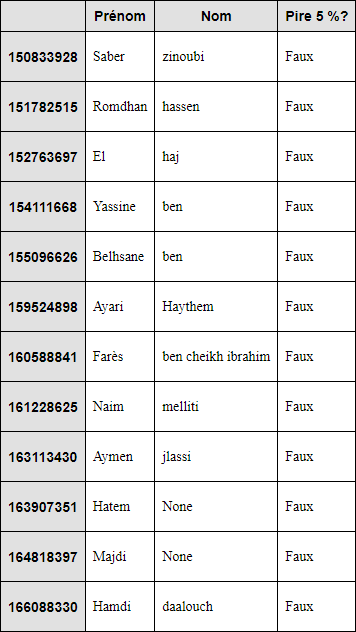 Prénom Nom Pire 5 %?
150833928 Saber zinoubi Faux
151782515 Romdhan hassen Faux
152763697 El haj Faux
154111668 Yassine ben Faux
155096626 Belhsane ben Faux
159524898 Ayari Haythem Faux
160588841 Farès ben cheikh ibrahim Faux
161228625 Naim melliti Faux
163113430 Aymen jlassi Faux
163907351 Hatem None Faux
164818397 Majdi None Faux
166088330 Hamdi daalouch Faux